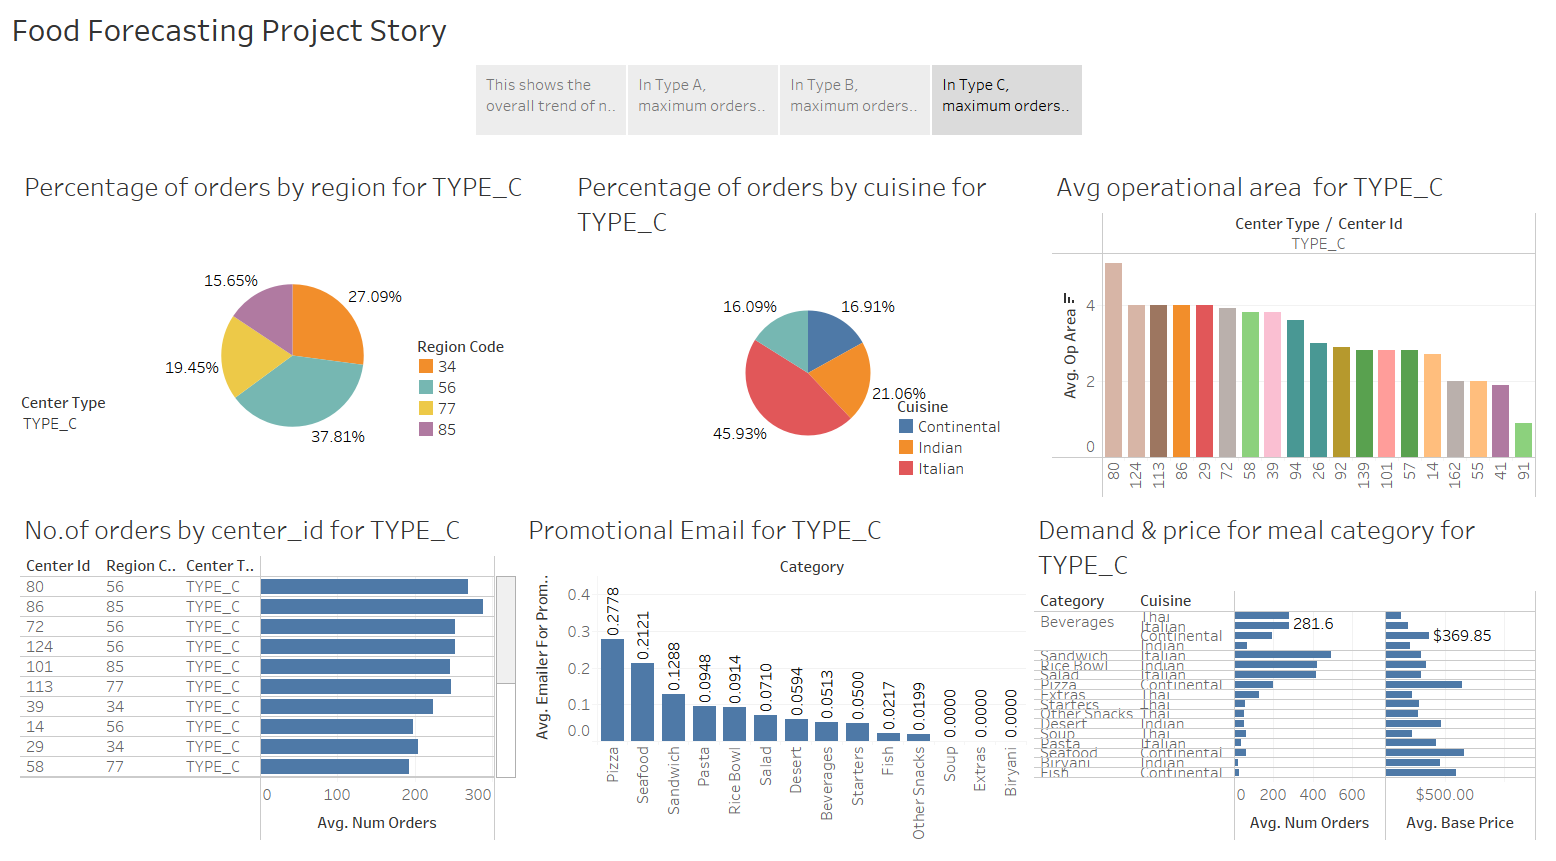 Food Forecasting Project Story
This shows the
overall trend of n..
In Type A,
maximum orders..
In Type B,
maximum orders..
In Type C,
maximum orders..
Percentage of orders by region for TYPE_C
15.65%
27.09%
19.45%
37.81%
Center Type
TYPE_C
Region Code
34
56
77
85
Percentage of orders by cuisine for
TYPE_C
16.09%
16.91%
21.06%
45.93%
Cuisine
Continental
Indian
Italian
Avg operational area for TYPE_C
Center Type / Center Id
TYPE_C
Avg. Op Area
4
2
0
80 124 113 86 29 72 58 39 94 26 92 139 101 57 14 162 55 41 91
No.of orders by center_id for TYPE_C
Center Id Region C.. Center T..
80 56 TYPE_C
86 85 TYPE_C
72 56 TYPE_C
124 56 TYPE_C
101 85 TYPE_C
113 77 TYPE_C
39 34 TYPE_C
14 56 TYPE_C
29 34 TYPE_C
58 77 TYPE_C
0 100 200 300
Avg. Num Orders
Promotional Email for TYPE_C
Category
Avg. Emailer For Prom..
0.4
0.3
0.2
0.1
0.0
0.2778 0.2121 0.1288 0.0948 0.0914 0.0710 0.0594 0.0513 0.0500 0.0217 0.0199 0.0000 0.0000 0.0000
Pizza Seafood Sandwich Pasta Rice Bowl Salad Desert Beverages Starters Fish Other Snacks Soup Extras Biryani
Demand & price for meal category for
TYPE_C
Category Cuisine
Beverages Thai
Italian 281.6
Continental $369.85
Indian
Sandwich Italian
Rice Bowl Indian
Salad Italian
Pizza Continental
Extras Thai
Starters Thai
Other Snacks Thai
Desert Indian
Soup Thai
Pasta Italian
Seafood Continental
Biryani Indian
Fish Continental
0 200 400 600
$500.00
Avg. Num Orders
Avg. Base Price